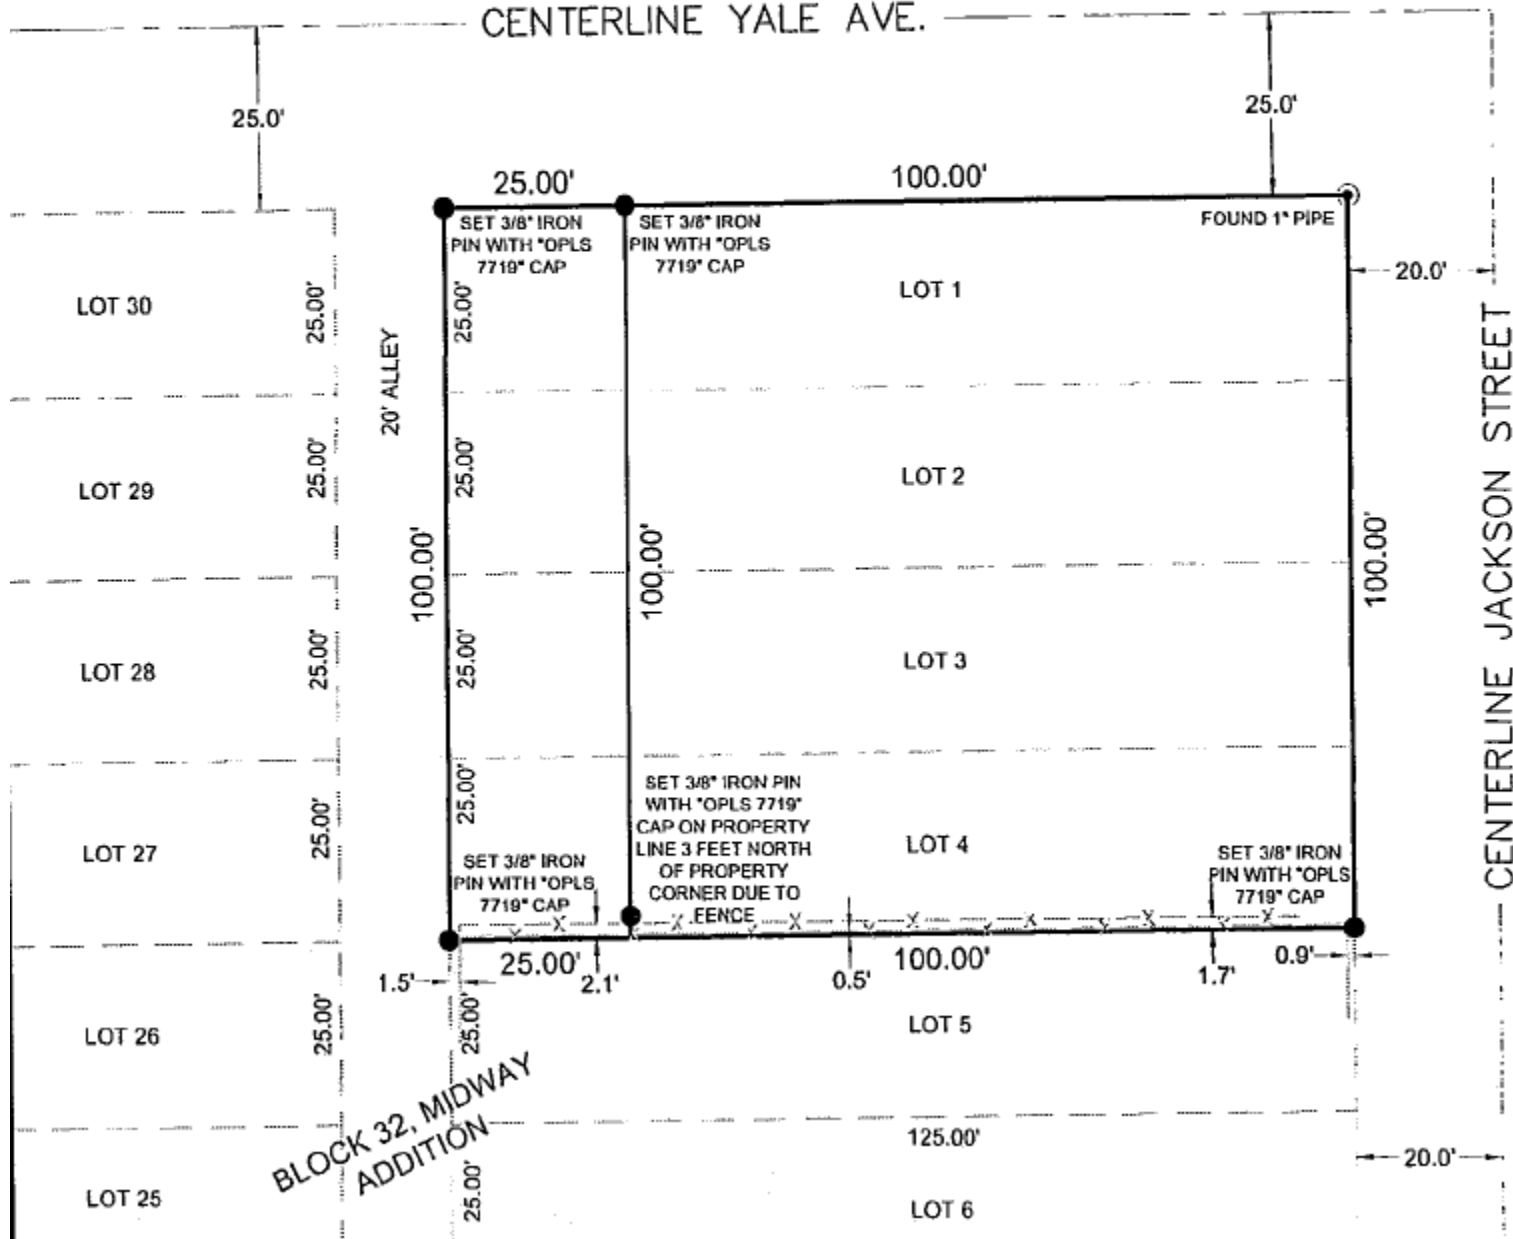 CENTERLINE YALE AVE.
25.0'
25.0'
25.00'
100.00'
SET 3/8" IRON
PIN WITH "OPLS
7719" CAP
SET 3/8" IRON
PIN WITH "OPLS
7719" CAP
FOUND 1" PIPE
20.0'
LOT 30
25.00'
20' ALLEY
25.00'
LOT 1
LOT 29
25.00'
25.00'
LOT 2
100.00'
100.00'
100.00'
CENTERLINE JACKSON STREET
LOT 28
25.00'
25.00'
LOT 3
LOT 27
25.00'
25.00'
SET 3/8" IRON PIN
WITH "OPLS 7719"
CAP ON PROPERTY
LINE 3 FEET NORTH
OF PROPERTY
CORNER DUE TO
FENCE
LOT 4
SET 3/8" IRON
PIN WITH "OPLS
7719" CAP
SET 3/8" IRON
PIN WITH "OPLS
7719" CAP
X X X X X X X
X X X X X X X
1.5'
25.00'
2.1'
0.5'
100.00'
1.7'
0.9'
LOT 26
25.00'
25.00'
LOT 5
BLOCK 32, MIDWAY
ADDITION
125.00'
20.0'
LOT 25
25.00'
LOT 6